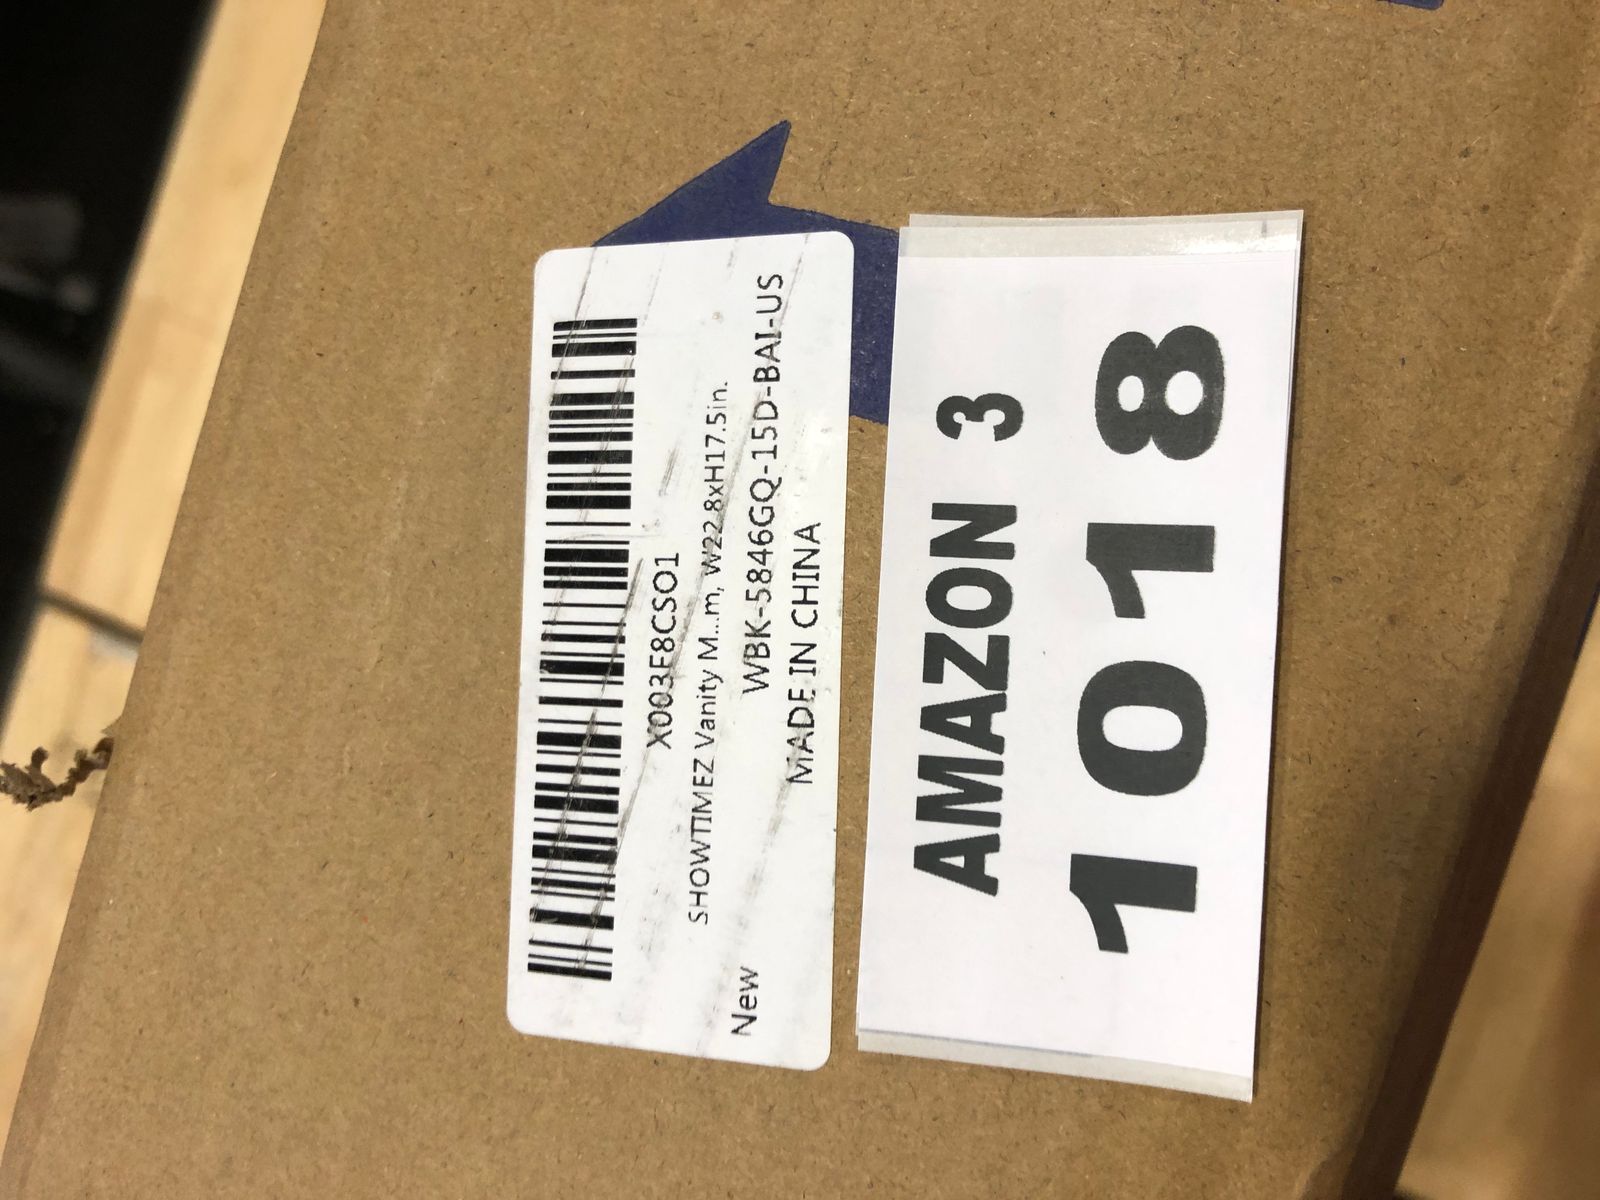 X003F8CSO1
SHOWTIMEZ Vanity M...m, W22.8xH17.5in.
New
WBK-5846GQ-15D-BAI-US
MADE IN CHINA
AMAZON 3
1018